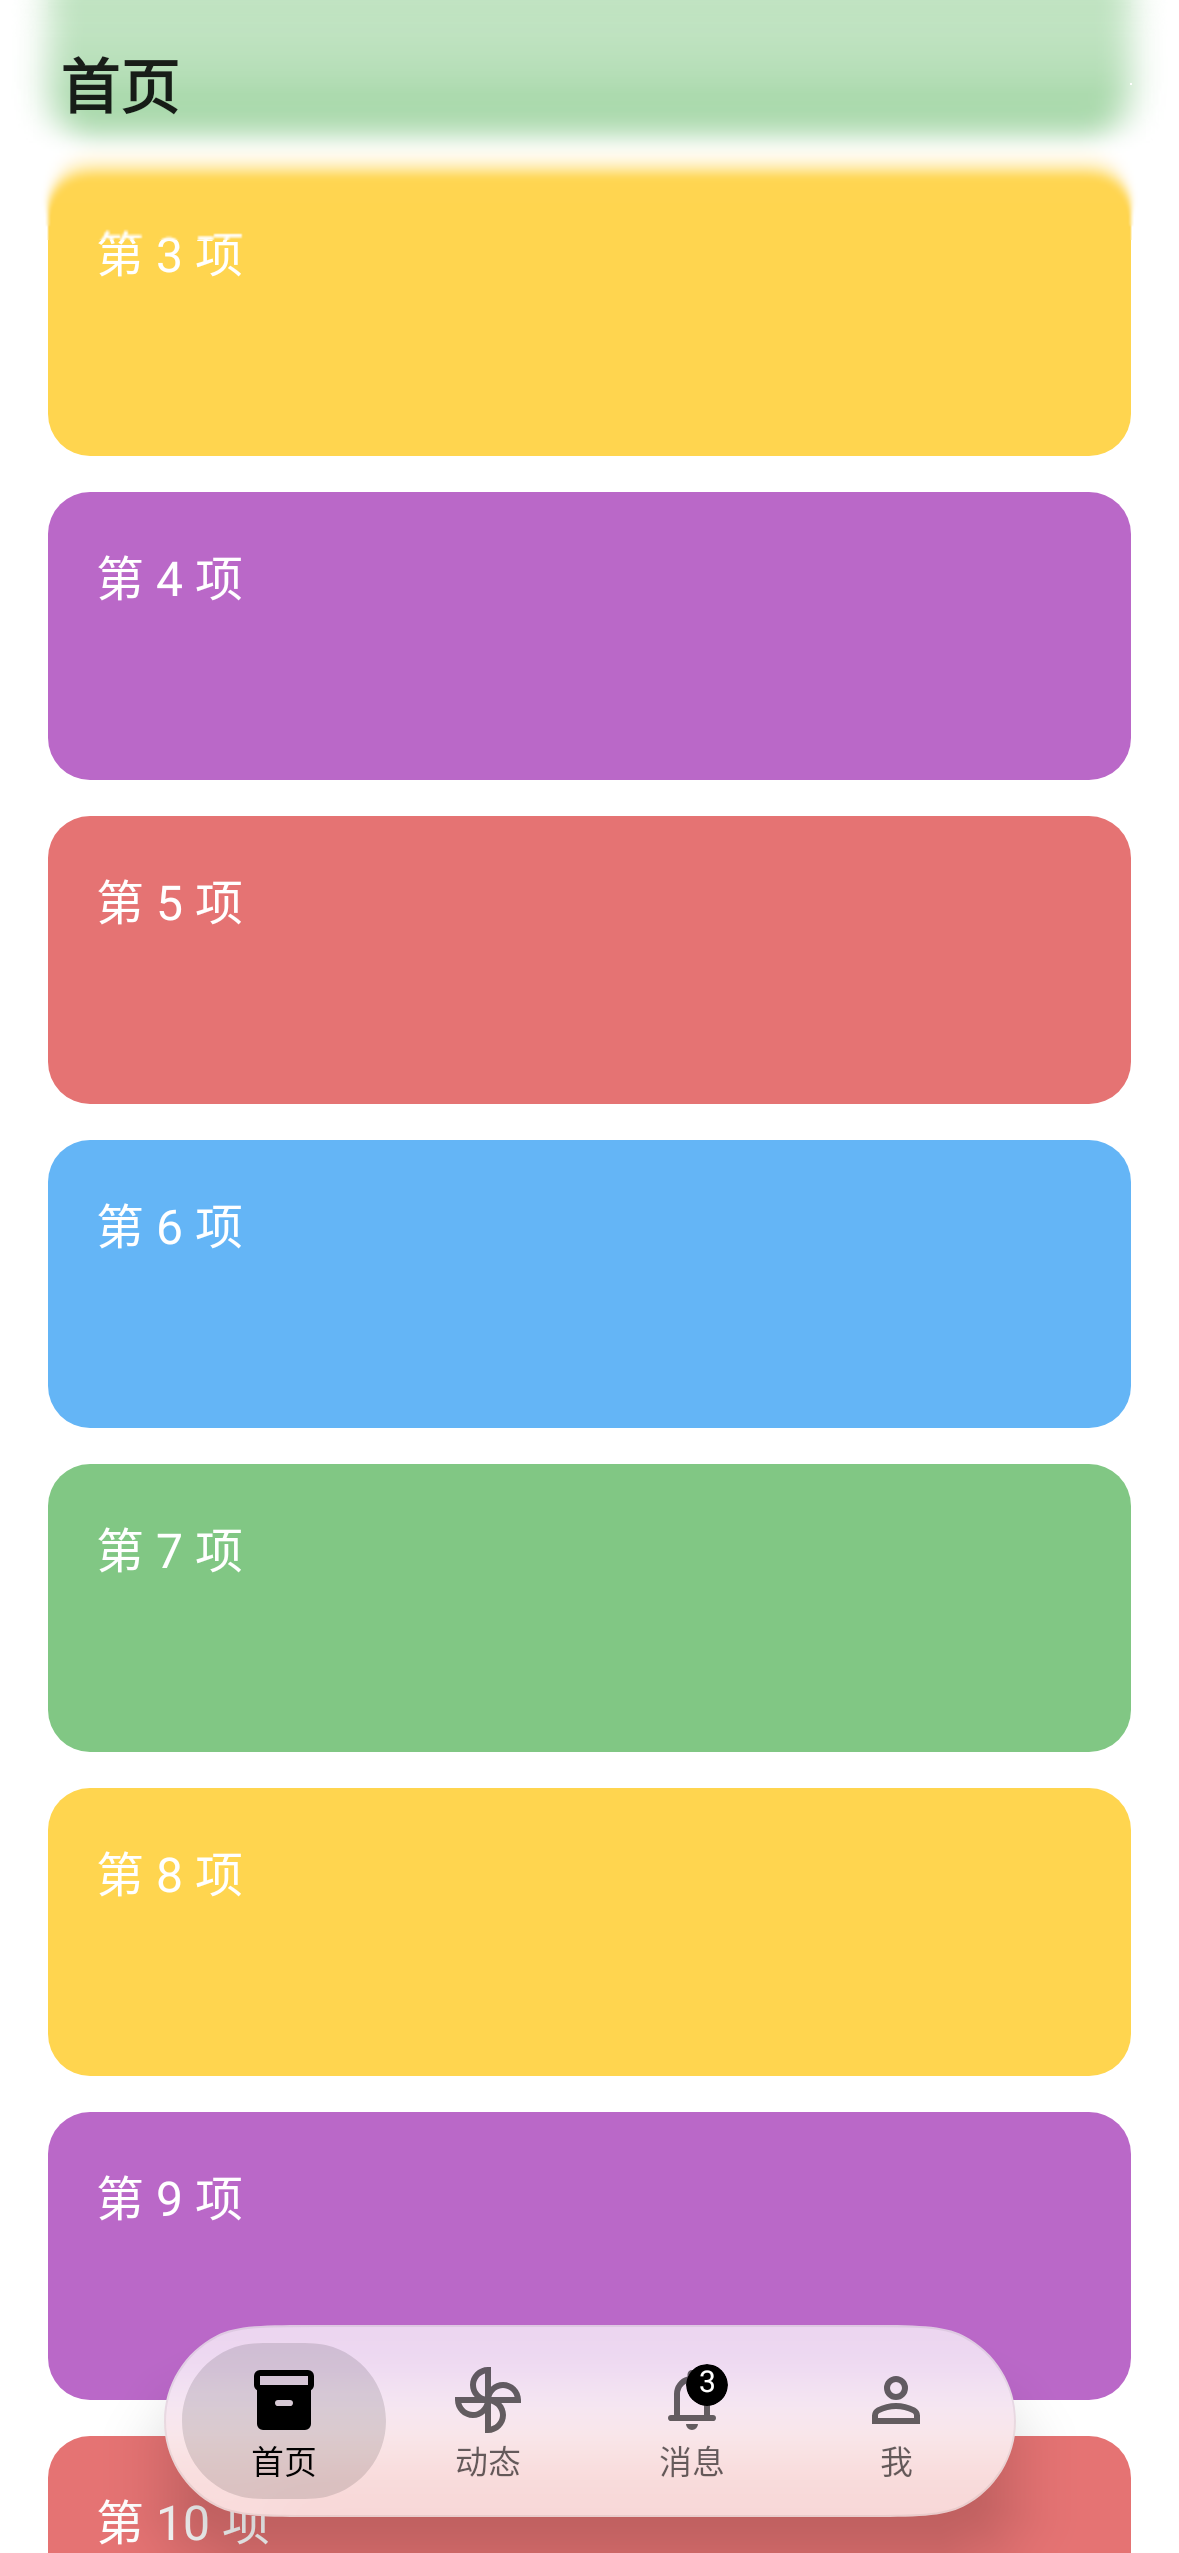 首页
第 3 项
第 4 项
第 5 项
第 6 项
第 7 项
第 8 项
第 9 项
3
首页 动态 消息 我
第 10 项